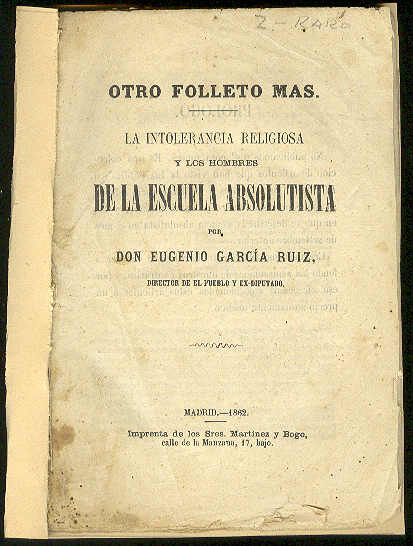 Z - RARO
OTRO FOLLETO MAS.
LA INTOLERANCIA RELIGIOSA
Y LOS HOMBRES
DE LA ESCUELA ABSOLUTISTA
POR
DON EUGENIO GARCÍA RUIZ,
DIRECTOR DE EL PUEBLO Y EX-DIPUTADO,
MADRID.—1862.
Imprenta de los Sres. Martinez y Bogo,
calle de la Manzana, 17, bajo.